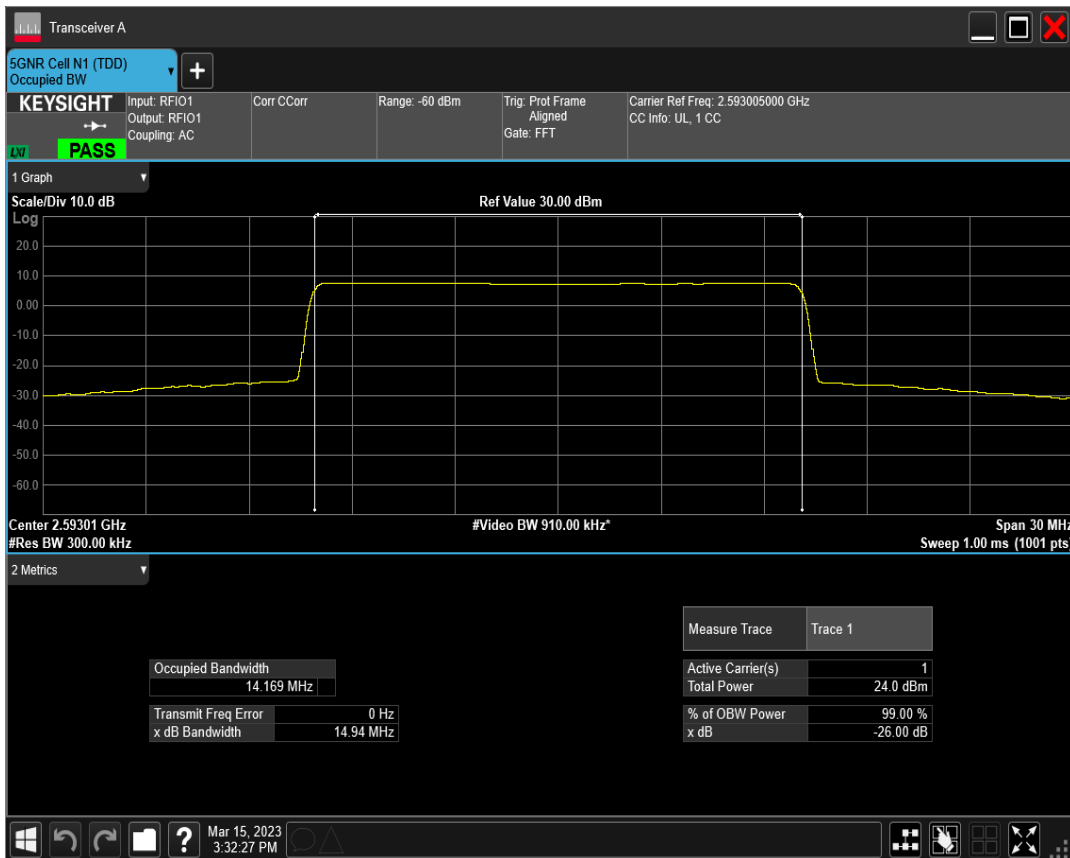 Transceiver A
5GNR Cell N1 (TDD)
Occupied BW
+
KEYSIGHT
LXI
PASS
Input: RFIO1
Output: RFIO1
Coupling: AC
Corr CCorr
Range: -60 dBm
Trig: Prot Frame
Aligned
Gate: FFT
Carrier Ref Freq: 2.593005000 GHz
CC Info: UL, 1 CC
1 Graph
Scale/Div 10.0 dB
Ref Value 30.00 dBm
Log
20.0
10.0
0.00
-10.0
-20.0
-30.0
-40.0
-50.0
-60.0
Center 2.59301 GHz
#Video BW 910.00 kHz*
Span 30 MHz
#Res BW 300.00 kHz
Sweep 1.00 ms (1001 pts)
2 Metrics
Measure Trace Trace 1
Occupied Bandwidth
14.169 MHz
Active Carrier(s) 1
Total Power 24.0 dBm
Transmit Freq Error 0 Hz
x dB Bandwidth 14.94 MHz
% of OBW Power 99.00 %
x dB -26.00 dB
?
Mar 15, 2023
3:32:27 PM